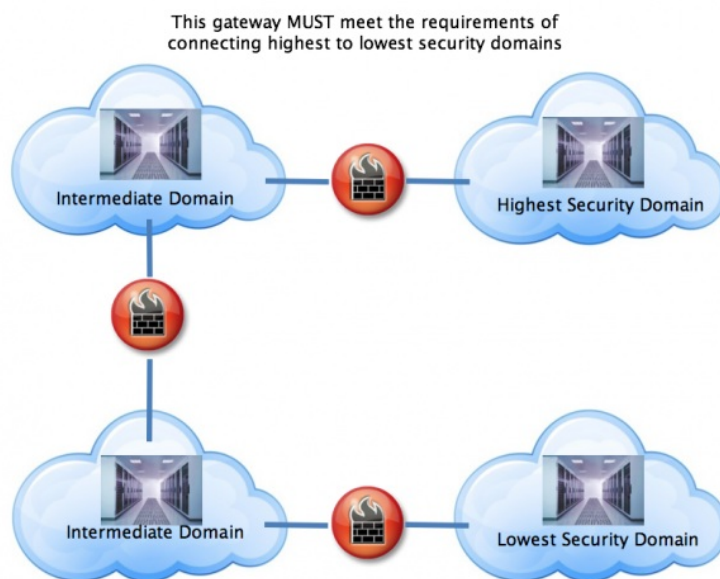 This gateway MUST meet the requirements of
connecting highest to lowest security domains
Intermediate Domain
Highest Security Domain
Intermediate Domain
Lowest Security Domain